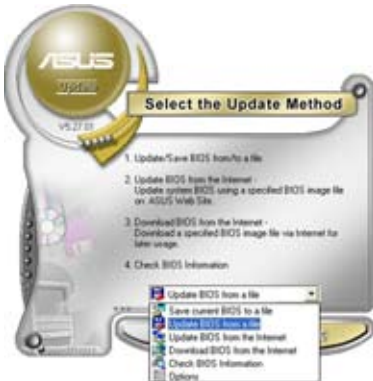 ASUS
Update
Select the Update Method
1. Update/Save BIOS from/to a file
2. Update BIOS from the Internet -
Update system BIOS using a specified BIOS image file
on ASUS Web Site.
3. Download BIOS from the Internet -
Download a specified BIOS image file via Internet for
later usage.
4. Check BIOS Information
Update BIOS from a file
Save current BIOS to a file
Update BIOS from a file
Update BIOS from the Internet
Download BIOS from the Internet
Check BIOS Information
Options